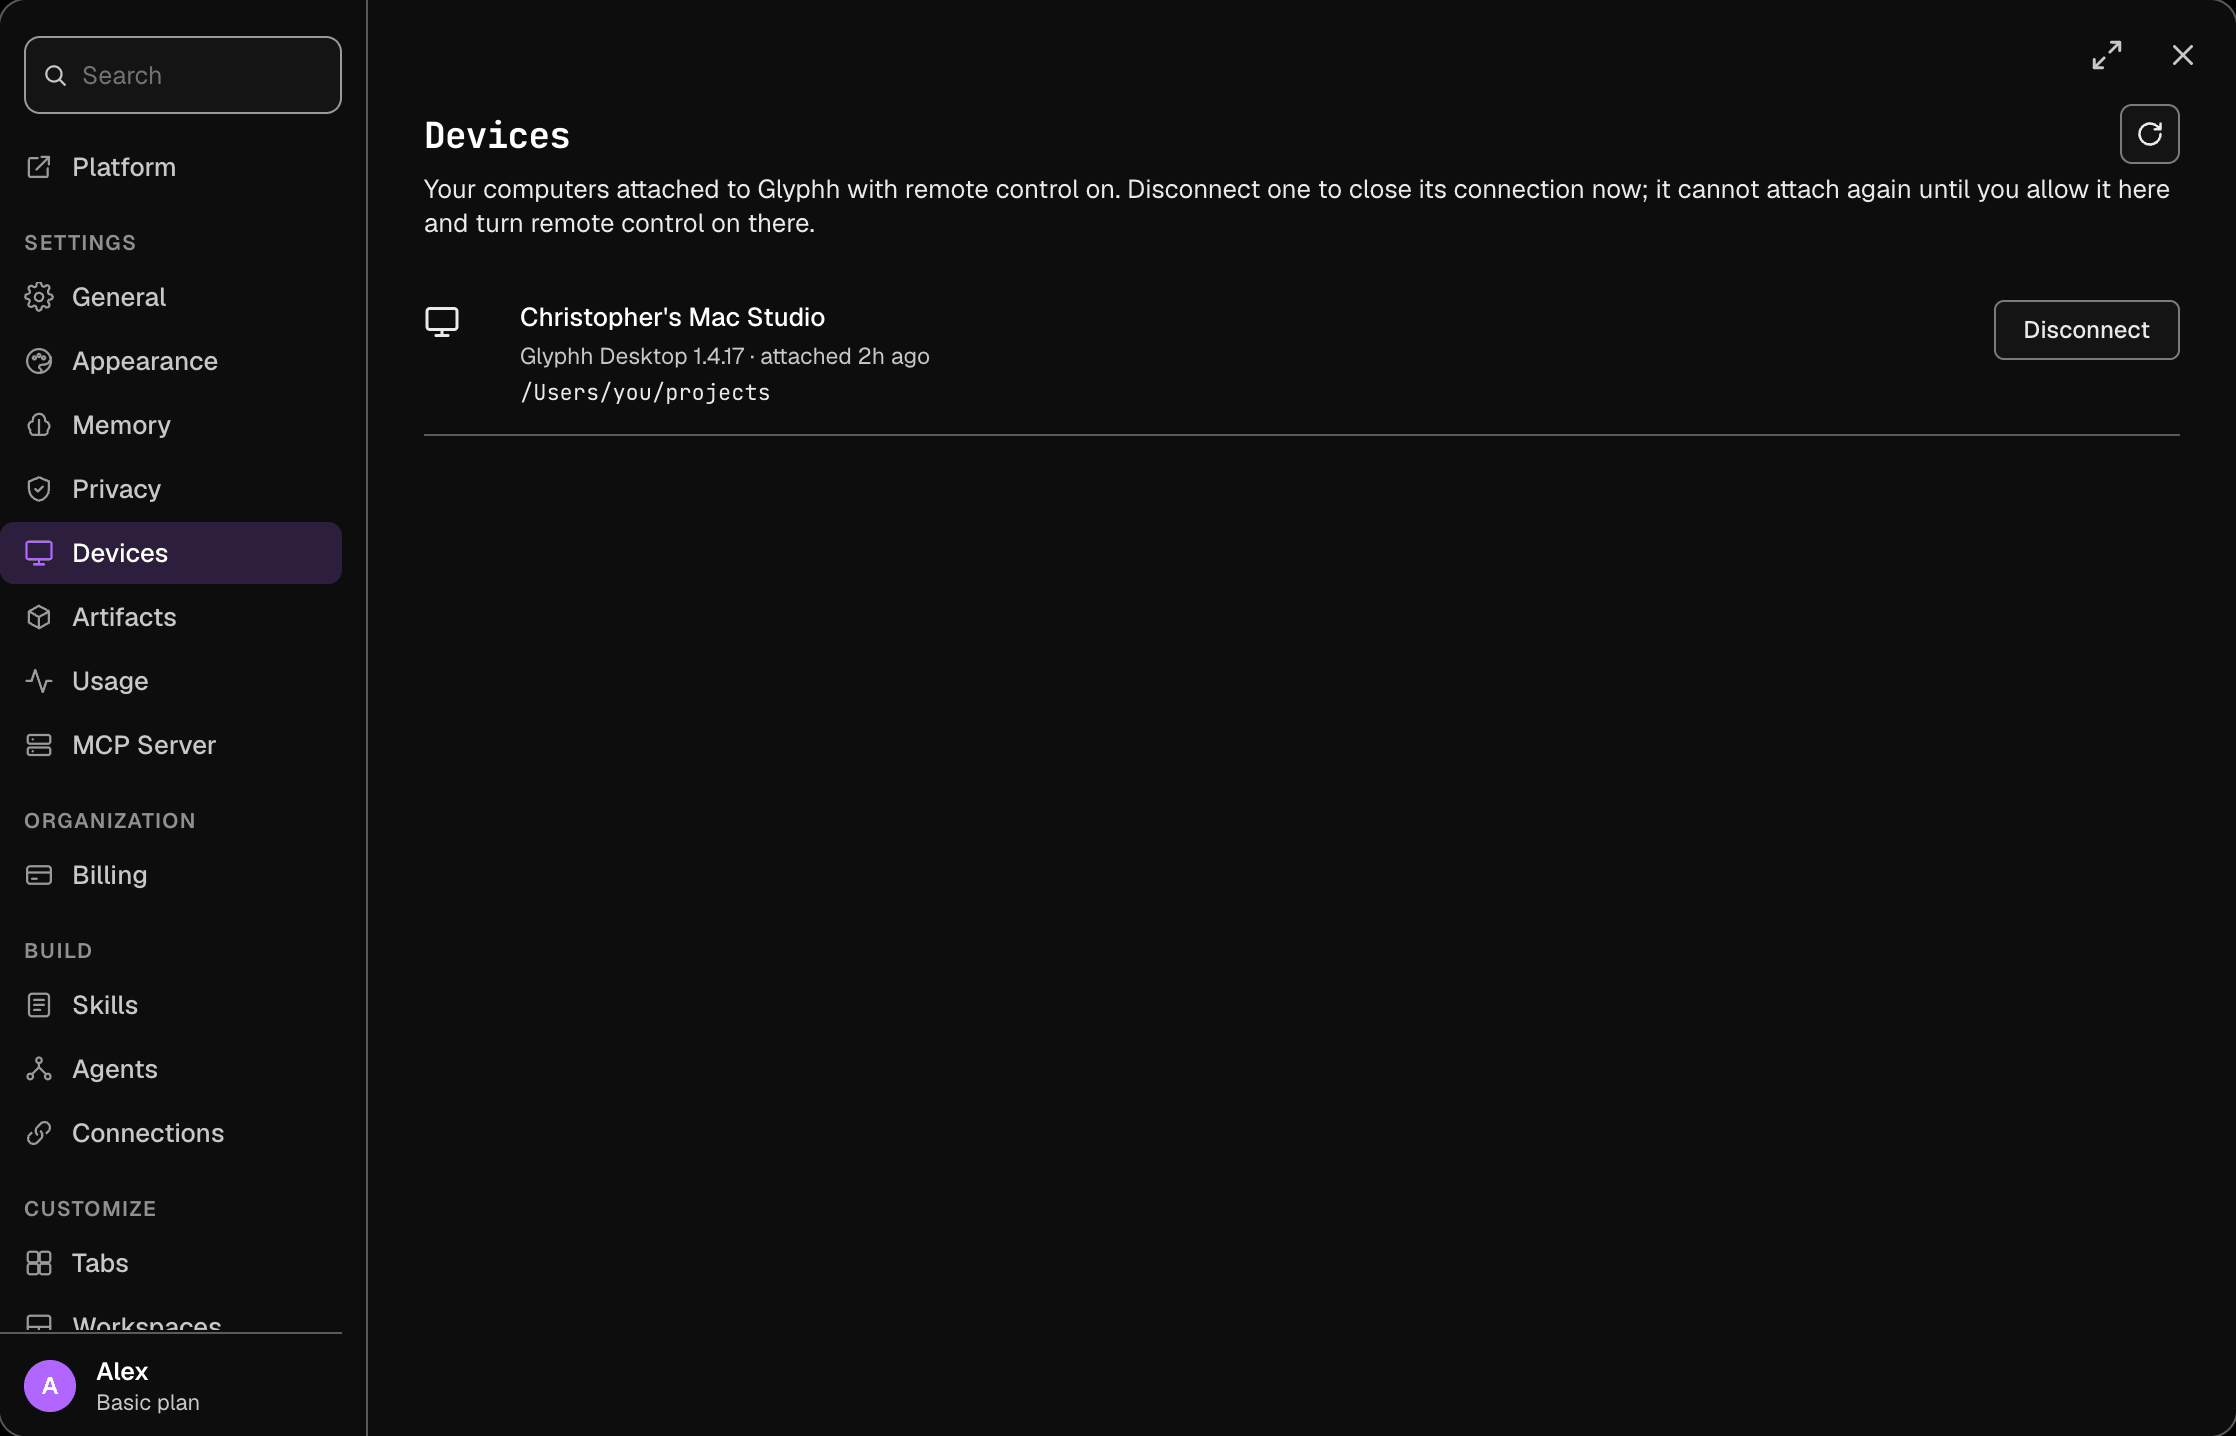 Search
Platform
SETTINGS
General
Appearance
Memory
Privacy
Devices
Artifacts
Usage
MCP Server
ORGANIZATION
Billing
BUILD
Skills
Agents
Connections
CUSTOMIZE
Tabs
Workspaces
A
Alex
Basic plan
Devices
Your computers attached to Glyphh with remote control on. Disconnect one to close its connection now; it cannot attach again until you allow it here
and turn remote control on there.
Christopher's Mac Studio
Disconnect
Glyphh Desktop 1.4.17 · attached 2h ago
/Users/you/projects